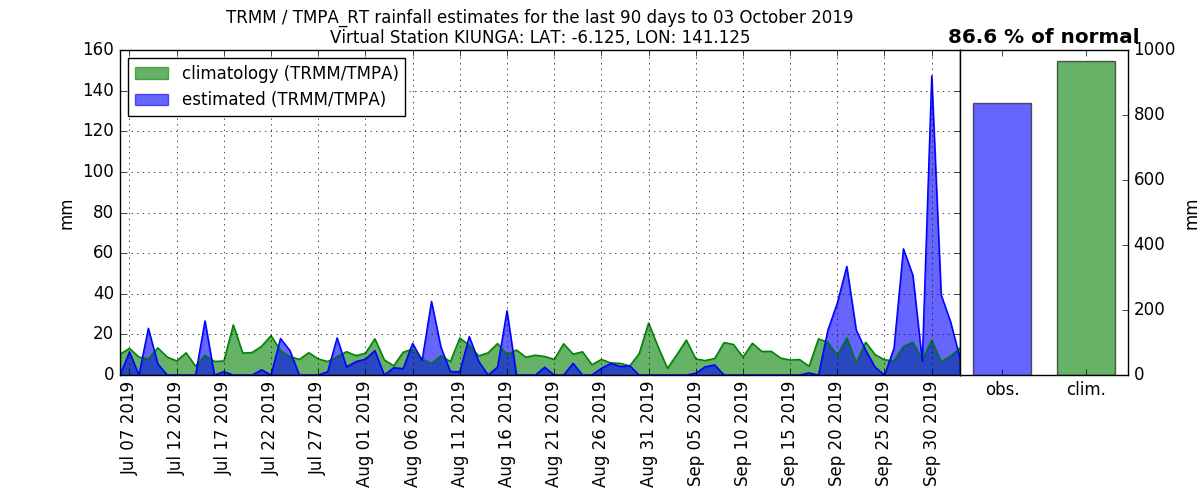 TRMM / TMPA_RT rainfall estimates for the last 90 days to 03 October 2019
Virtual Station KIUNGA: LAT: -6.125, LON: 141.125
86.6 % of normal
climatology (TRMM/TMPA)
estimated (TRMM/TMPA)
mm
160
140
120
100
80
60
40
20
0
Jul 07 2019
Jul 12 2019
Jul 17 2019
Jul 22 2019
Jul 27 2019
Aug 01 2019
Aug 06 2019
Aug 11 2019
Aug 16 2019
Aug 21 2019
Aug 26 2019
Aug 31 2019
Sep 05 2019
Sep 10 2019
Sep 15 2019
Sep 20 2019
Sep 25 2019
Sep 30 2019
1000
800
600
400
200
0
mm
obs.
clim.